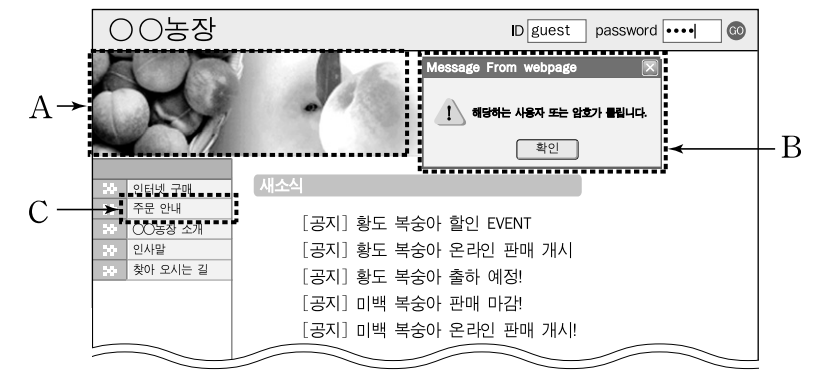 ○○농장
ID guest password ••••
GO
A
Message From webpage
해당하는 사용자 또는 암호가 틀립니다.
확인
B
인터넷 구매
C
주문 안내
○○농장 소개
인사말
찾아 오시는 길
새소식
[공지] 황도 복숭아 할인 EVENT
[공지] 황도 복숭아 온라인 판매 개시
[공지] 황도 복숭아 출하 예정!
[공지] 미백 복숭아 판매 마감!
[공지] 미백 복숭아 온라인 판매 개시!